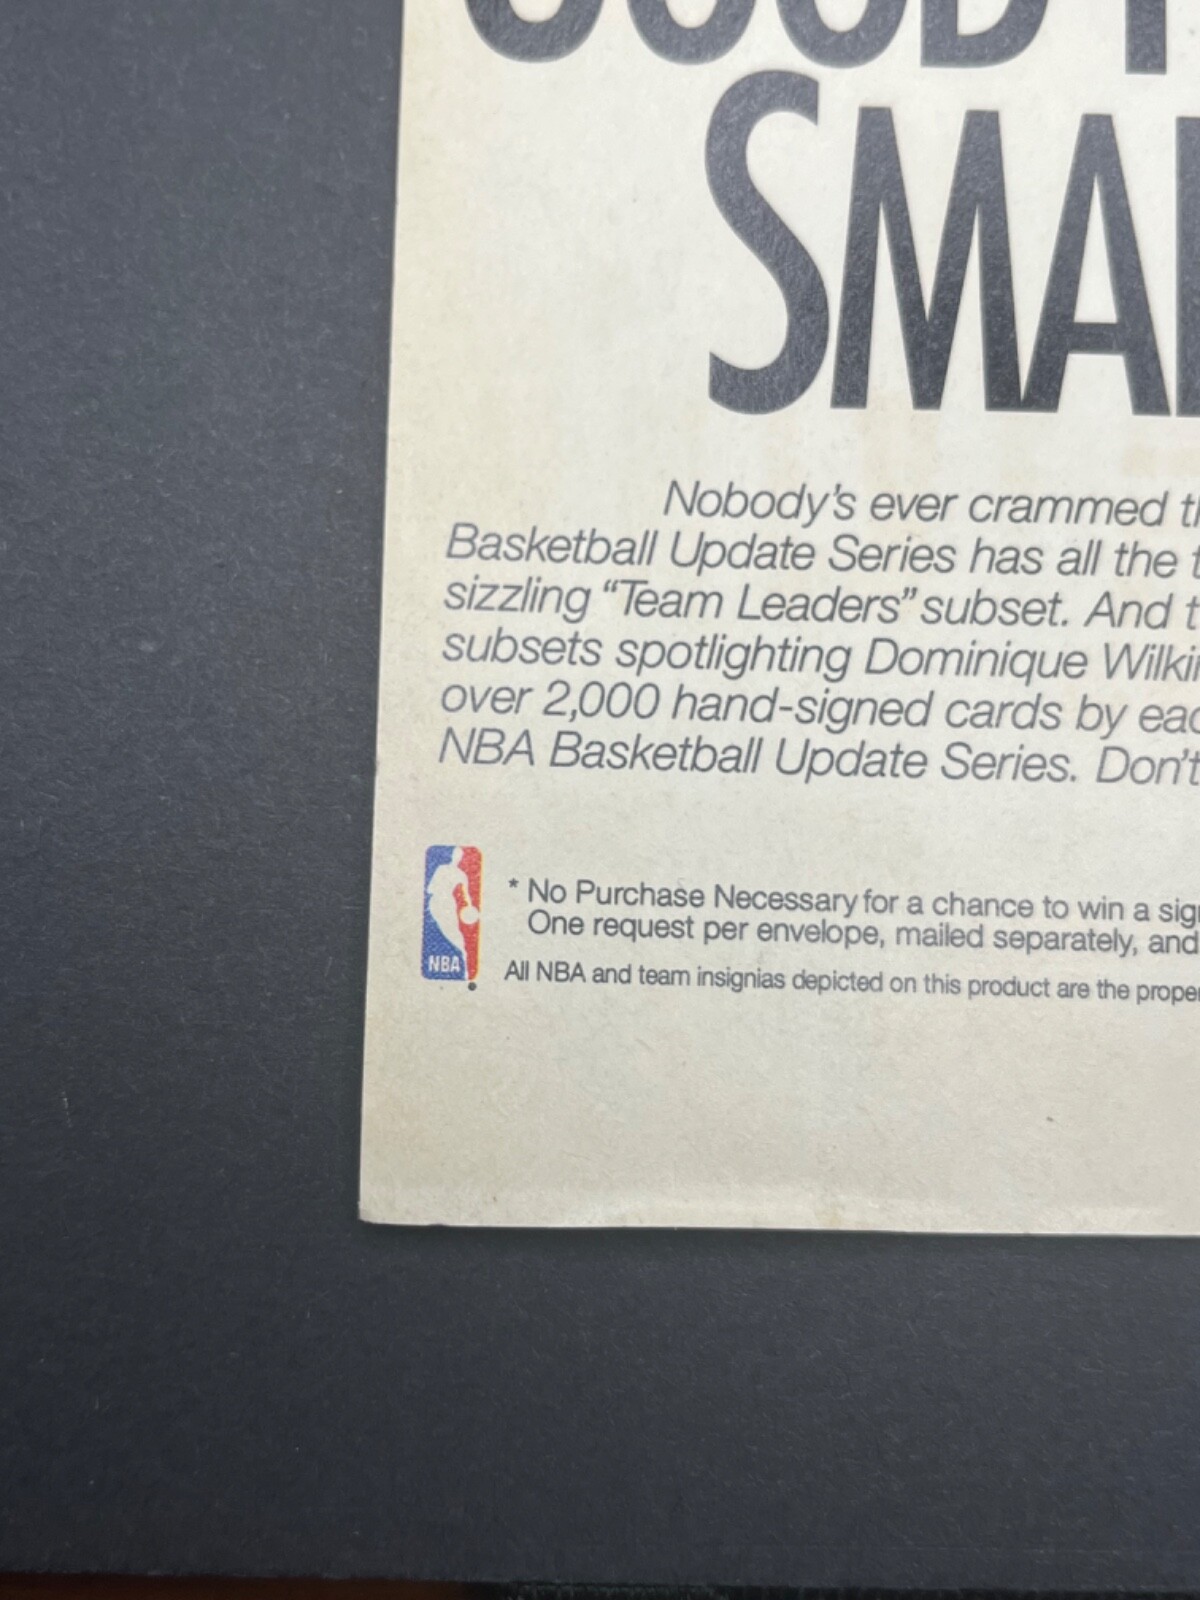 GOOD
SMA
Nobody's ever crammed
Basketball Update Series has all the
sizzling “Team Leaders” subset. And
subsets spotlighting Dominique
over 2,000 hand-signed cards by
NBA Basketball Update Series. Don't
* No Purchase Necessary for a chance to win a
One request per envelope, mailed separately, and
NBA
All NBA and team insignias depicted on this product are the